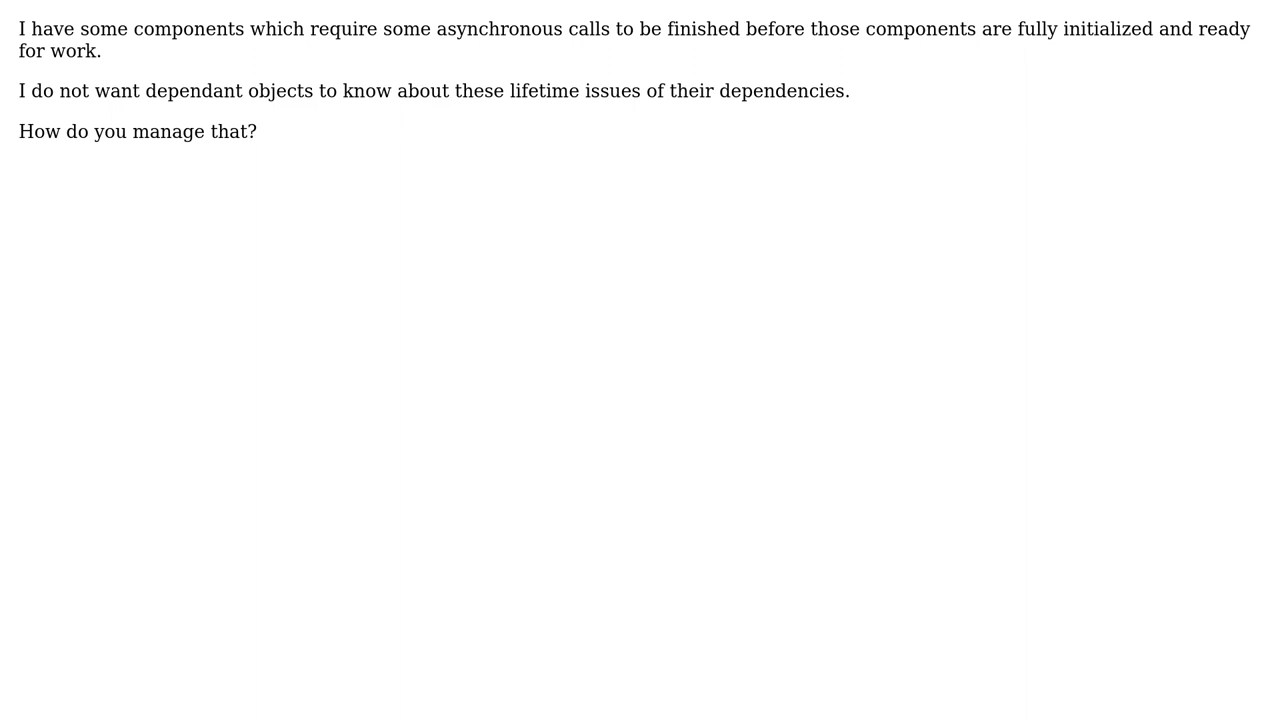 I have some components which require some asynchronous calls to be finished before those components are fully initialized and ready
for work.
I do not want dependant objects to know about these lifetime issues of their dependencies.
How do you manage that?